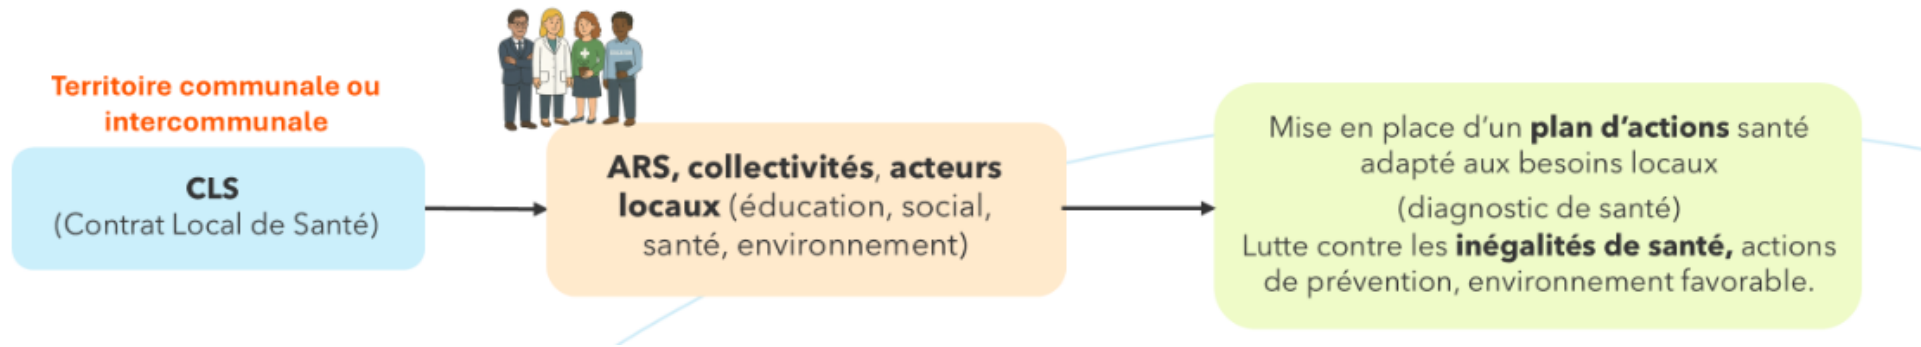 Territoire communale ou
intercommunale
CLS
(Contrat Local de Santé)
ARS, collectivités, acteurs
locaux (éducation, social,
santé, environnement)
Mise en place d’un plan d’actions santé
adapté aux besoins locaux
(diagnostic de santé)
Lutte contre les inégalités de santé, actions
de prévention, environnement favorable.